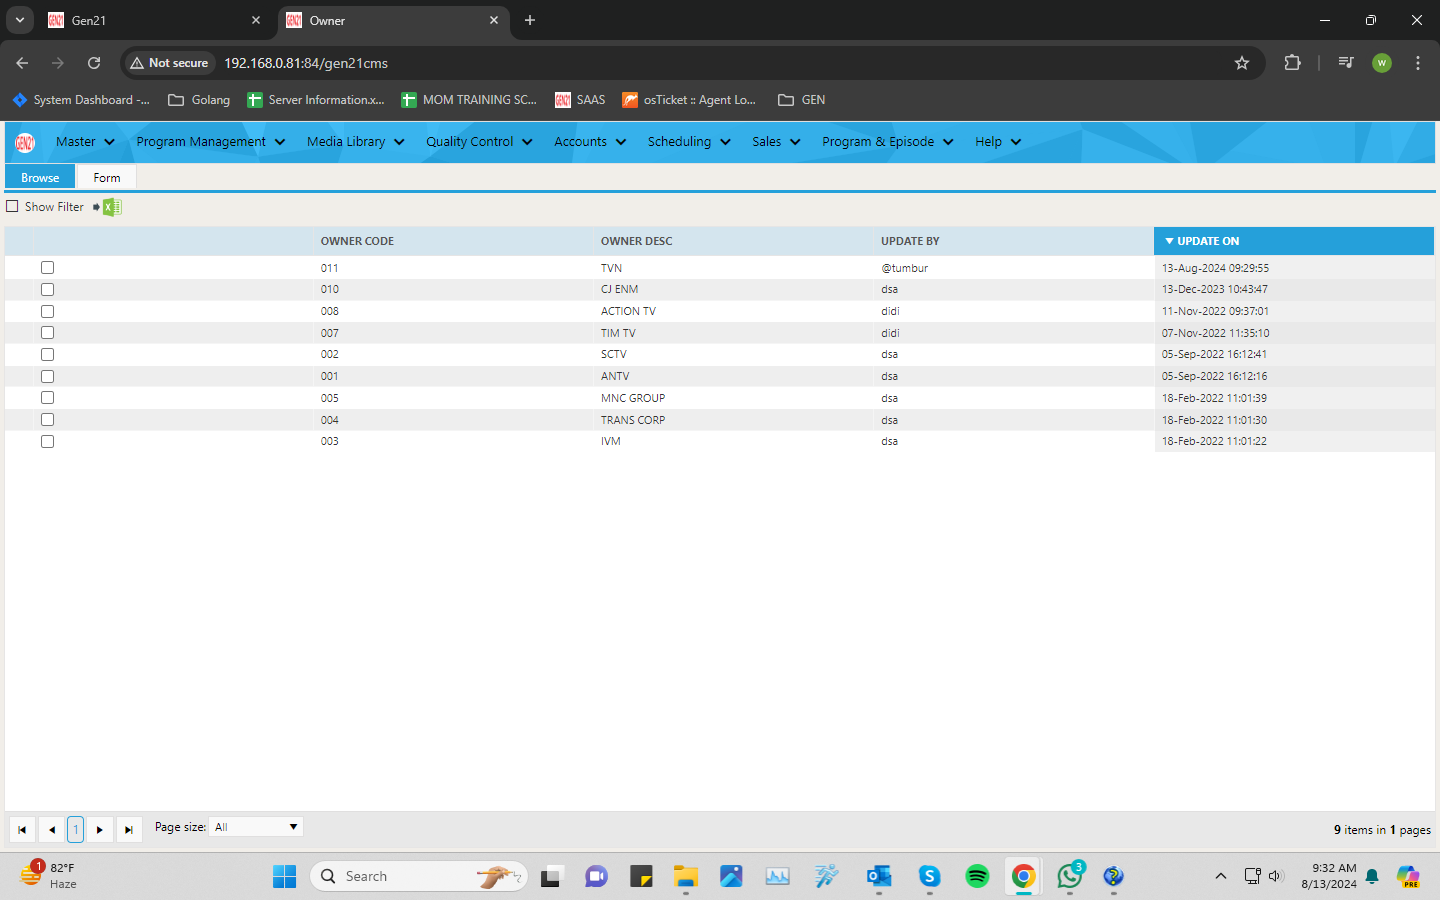 Gen21
Owner
Not secure
192.168.0.81:84/gen21cms
W
System Dashboard -...
Golang
Server Information.x...
MOM TRAINING SC...
GEN21
SAAS
osTicket :: Agent Lo...
GEN
GEN21
Master
Program Management
Media Library
Quality Control
Accounts
Scheduling
Sales
Program & Episode
Help
Browse
Form
Show Filter
OWNER CODE OWNER DESC UPDATE BY UPDATE ON
011 TVN @tumbur 13-Aug-2024 09:29:55
010 CJ ENM dsa 13-Dec-2023 10:43:47
008 ACTION TV didi 11-Nov-2022 09:37:01
007 TIM TV didi 07-Nov-2022 11:35:10
002 SCTV dsa 05-Sep-2022 16:12:41
001 ANTV dsa 05-Sep-2022 16:12:16
005 MNC GROUP dsa 18-Feb-2022 11:01:39
004 TRANS CORP dsa 18-Feb-2022 11:01:30
003 IVM dsa 18-Feb-2022 11:01:22
1
Page size: All
9 items in 1 pages
1
82°F
Haze
Search
3
9:32 AM
8/13/2024
PRE